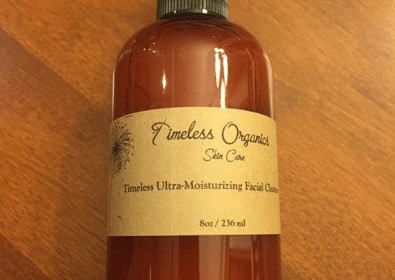 Timeless Organics
Skin Care
Timeless Ultra-Moisturizing Facial
8oz / 236 ml